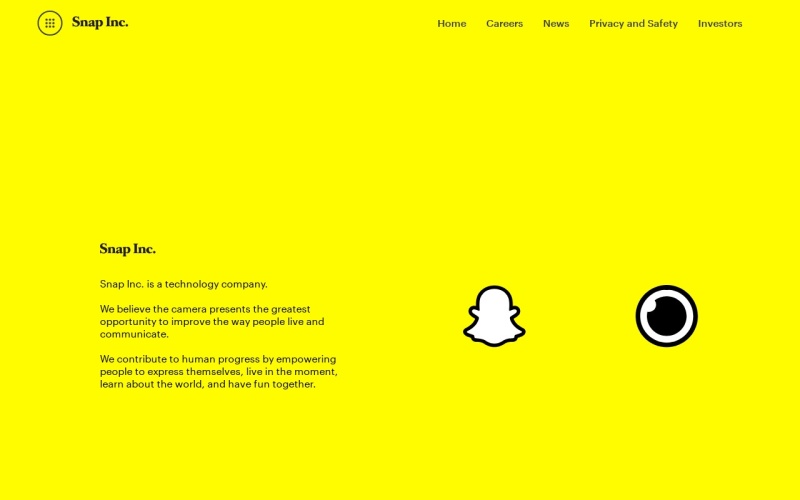 Snap Inc.
Home Careers News Privacy and Safety Investors
Snap Inc.
Snap Inc. is a technology company.
We believe the camera presents the greatest
opportunity to improve the way people live and
communicate.
We contribute to human progress by empowering
people to express themselves, live in the moment,
learn about the world, and have fun together.